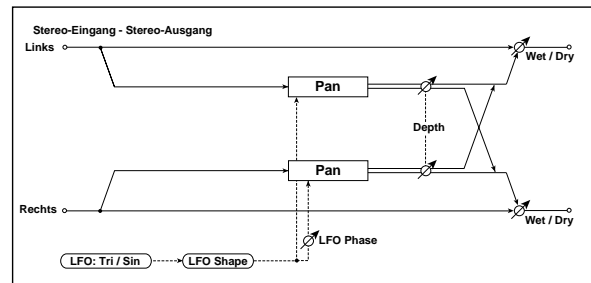 Stereo-Eingang - Stereo-Ausgang
Links
Wet / Dry
Pan
Depth
Pan
Rechts
Wet / Dry
LFO Phase
LFO: Tri / Sin
LFO Shape